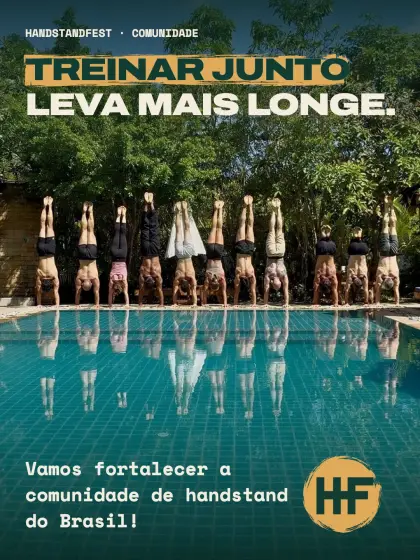 HANDSTANDFEST · COMUNIDADE
TREINAR JUNTO
LEVA MAIS LONGE.
Vamos fortalecer a
comunidade de handstand
do Brasil!
HF